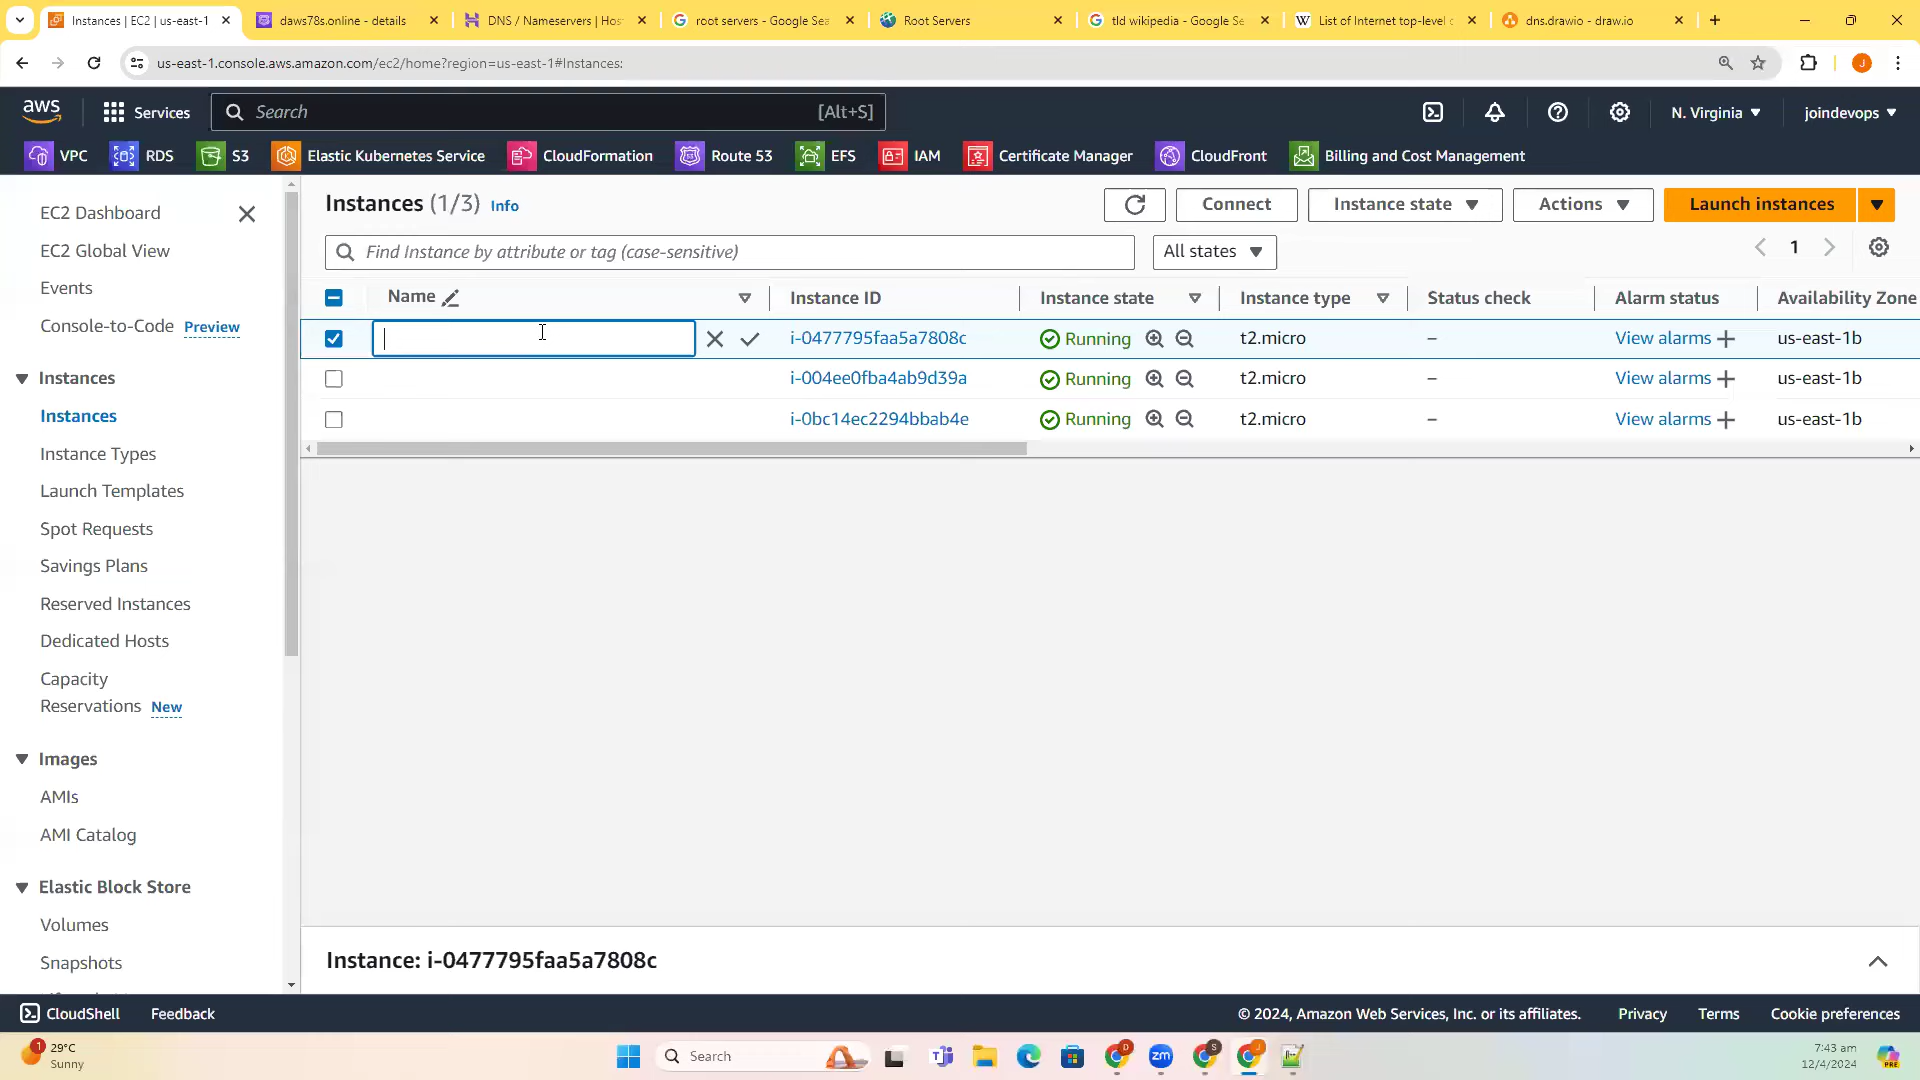 Instances | EC2 | us-east-1
daws78s.online - details
DNS / Nameservers | Hos
root servers - Google Sea
Root Servers
tld wikipedia - Google Se
W List of Internet top-level
dns.drawio - draw.io
us-east-1.console.aws.amazon.com/ec2/home?region=us-east-1#Instances:
J
aws
Services
Search
[Alt+S]
N. Virginia
joindevops
VPC
RDS
S3
Elastic Kubernetes Service
CloudFormation
Route 53
EFS
IAM
Certificate Manager
CloudFront
Billing and Cost Management
EC2 Dashboard
EC2 Global View
Events
Console-to-Code Preview
Instances
Instances
Instance Types
Launch Templates
Spot Requests
Savings Plans
Reserved Instances
Dedicated Hosts
Capacity
Reservations New
Images
AMIs
AMI Catalog
Elastic Block Store
Volumes
Snapshots
Instances (1/3) Info
Connect
Instance state
Actions
Launch instances
Find Instance by attribute or tag (case-sensitive)
All states
1
Name Instance ID Instance state Instance type Status check Alarm status Availability Zone
i-0477795faa5a7808c Running t2.micro – View alarms + us-east-1b
i-004ee0fba4ab9d39a Running t2.micro – View alarms + us-east-1b
i-0bc14ec2294bbab4e Running t2.micro – View alarms + us-east-1b
Instance: i-0477795faa5a7808c
CloudShell
Feedback
© 2024, Amazon Web Services, Inc. or its affiliates.
Privacy
Terms
Cookie preferences
1
29°C
Sunny
Search
D
zm
S
J
7:43 am
12/4/2024
PRE